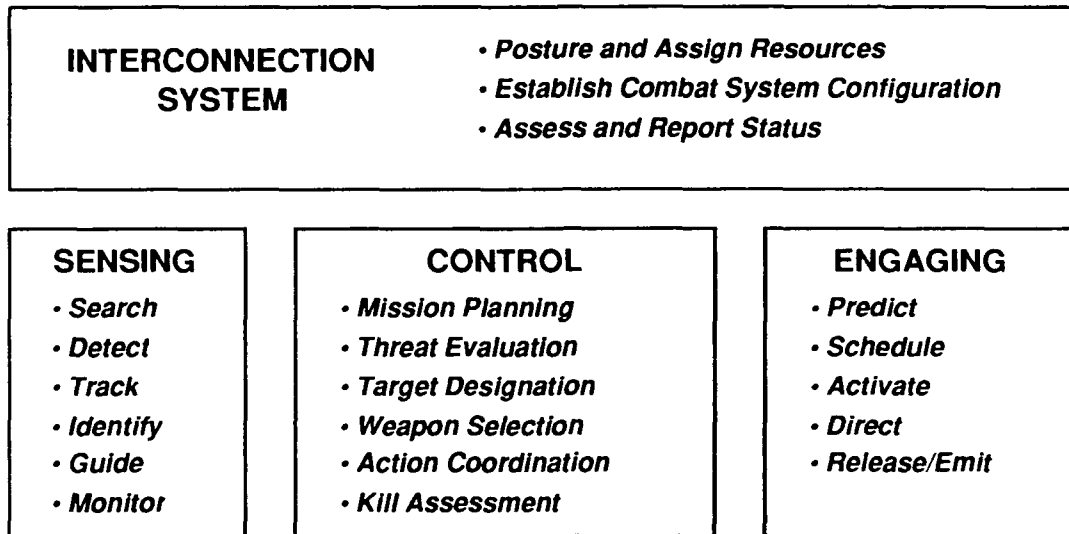 INTERCONNECTION
SYSTEM
• Posture and Assign Resources
• Establish Combat System Configuration
• Assess and Report Status
SENSING
• Search
• Detect
• Track
• Identify
• Guide
• Monitor
CONTROL
• Mission Planning
• Threat Evaluation
• Target Designation
• Weapon Selection
• Action Coordination
• Kill Assessment
ENGAGING
• Predict
• Schedule
• Activate
• Direct
• Release/Emit